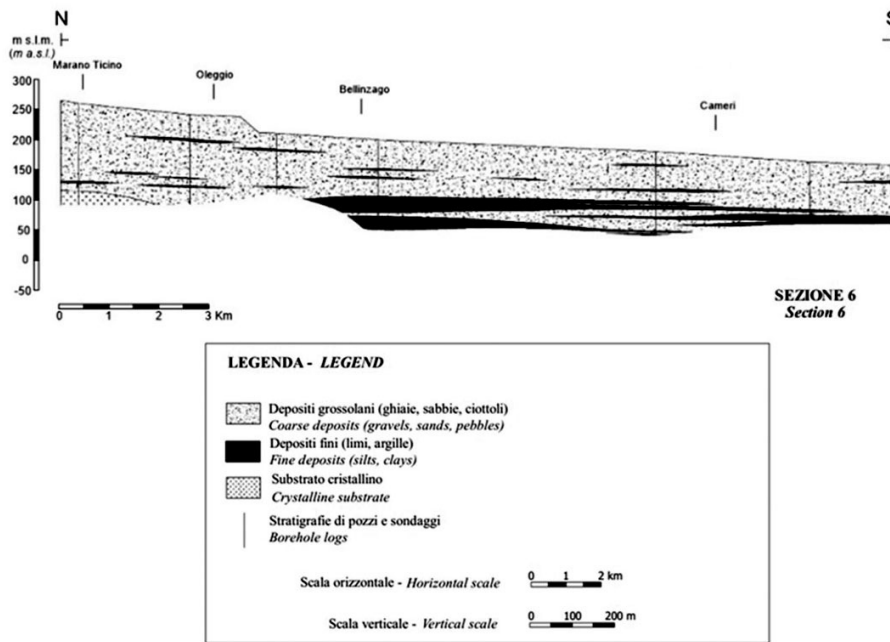 N
S
m s.l.m.
(m a.s.l.)
Marano Ticino
Oleggio
Bellinzago
Cameri
300
250
200
150
100
50
0
-50
0 1 2 3 Km
SEZIONE 6
Section 6
LEGENDA - LEGEND
Depositi grossolani (ghiaie, sabbie, ciottoli)
Coarse deposits (gravels, sands, pebbles)
Depositi fini (limi, argille)
Fine deposits (silts, clays)
Substrato cristallino
Crystalline substrate
Stratigrafie di pozzi e sondaggi
Borehole logs
Scala orizzontale - Horizontal scale
0 1 2 km
Scala verticale - Vertical scale
0 100 200 m